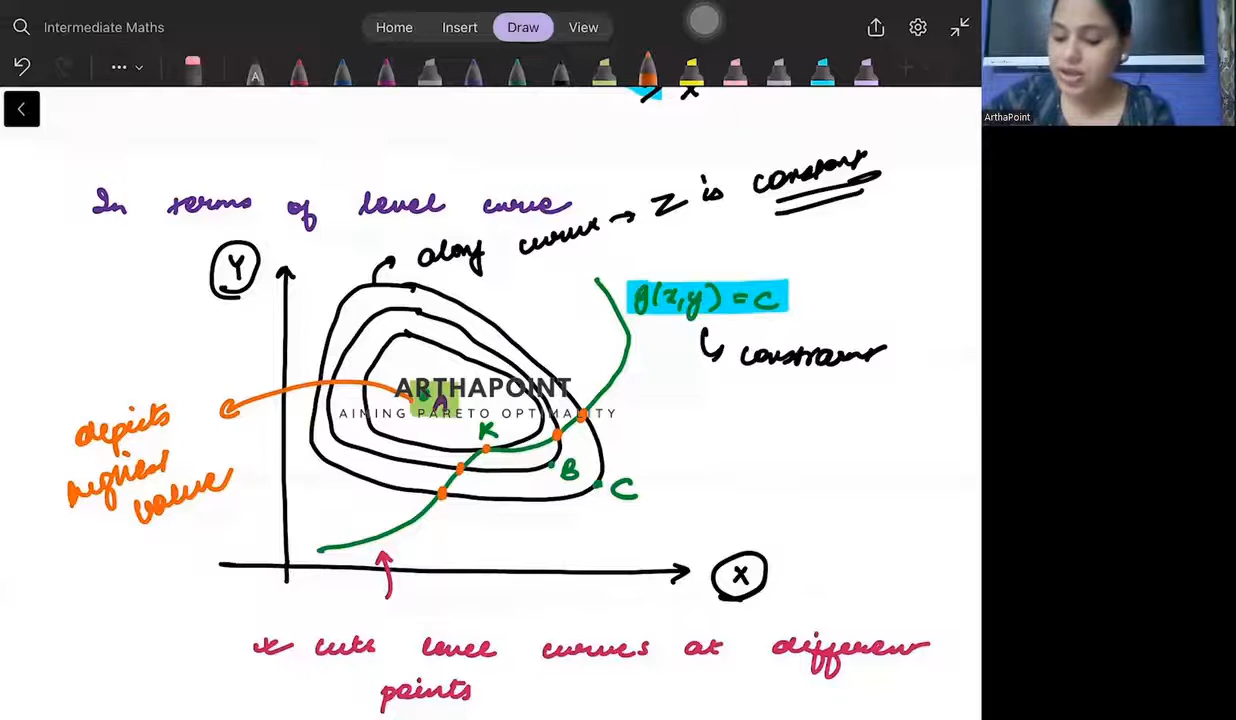 Intermediate Maths
Home Insert Draw View
A
x
ArthaPoint
In terms of level curve
along curve → Z is constant
Y
g(x,y) = C
constraint
ARTHAPOINT
A
AIMING PARETO OPTIMALITY
depicts
highest
value
K
B
C
X
it cuts level curves at different
points